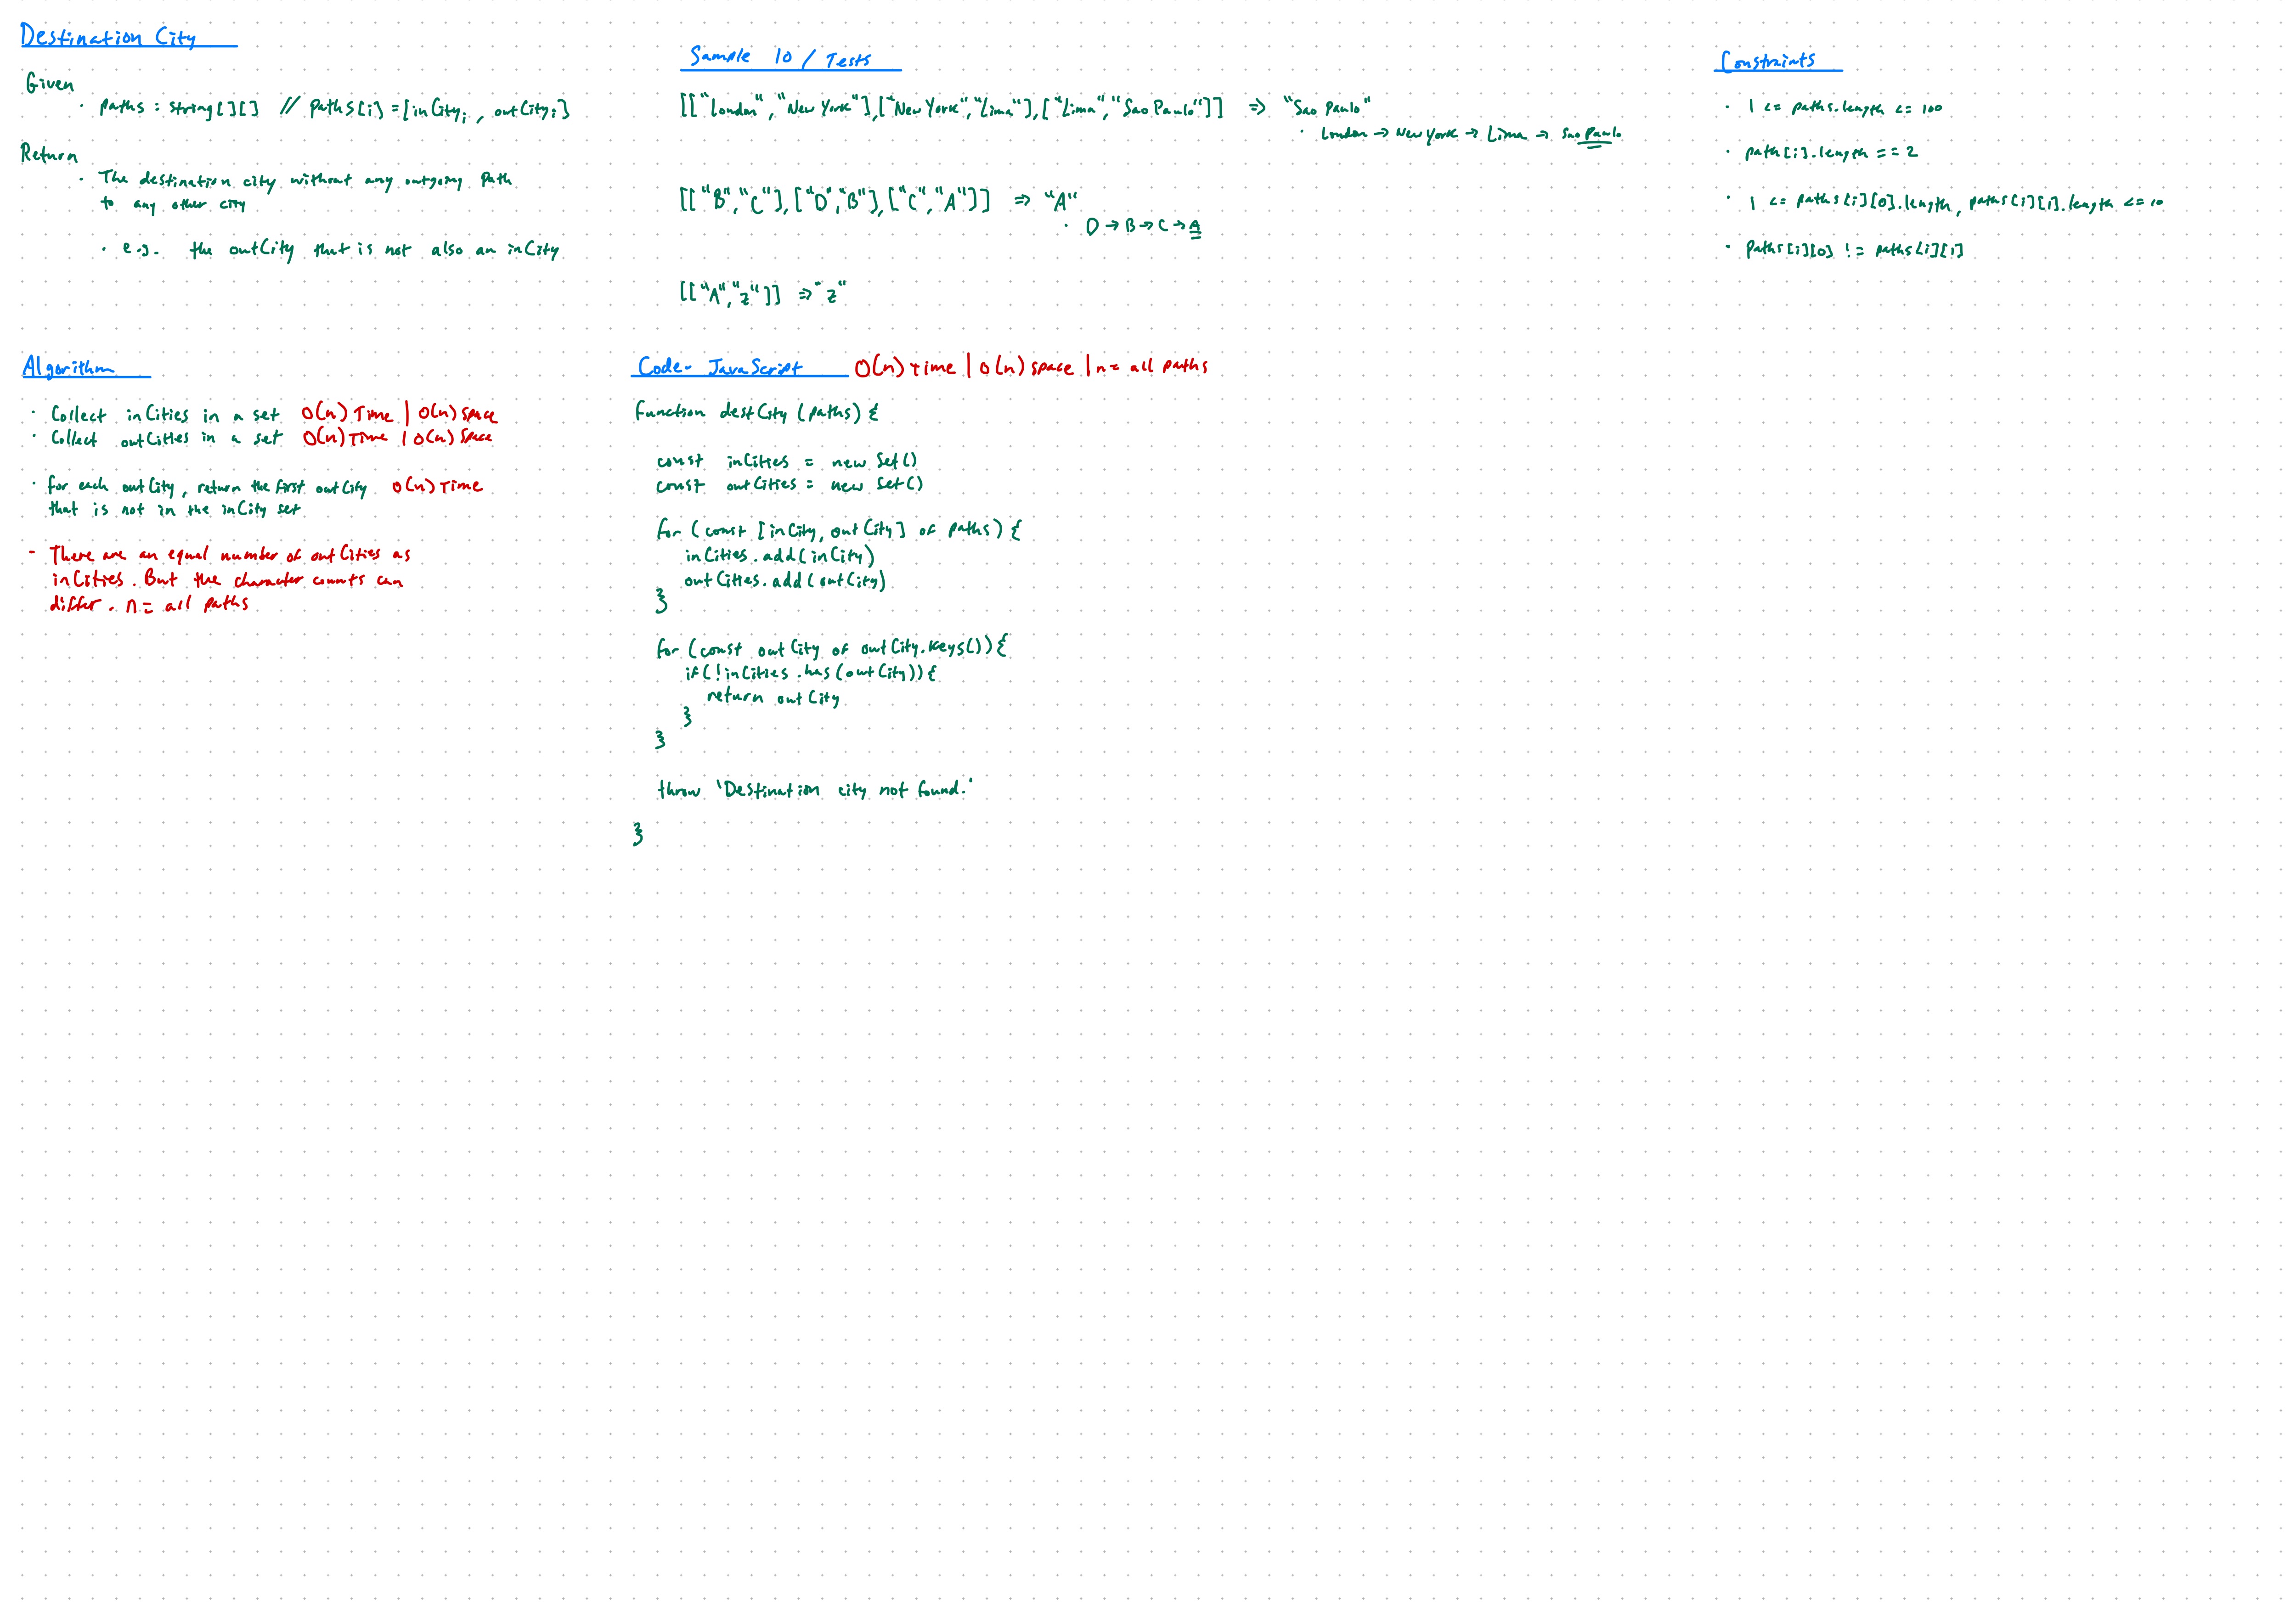 Destination City
Given
· paths : string[][] // paths[i] = [inCityi, outCityi]
Return
· The destination city without any outgoing path
to any other city
· e.g. the outCity that is not also an inCity
Sample IO / Tests
[["London","New York"],["New York","Lima"],["Lima","Sao Paulo"]] => "Sao Paulo"
· London → New York → Lima → Sao Paulo
[["B","C"],["D","B"],["C","A"]] => "A"
· D → B → C → A
[["A","Z"]] => "Z"
Constraints
· 1 <= paths.length <= 100
· path[i].length == 2
· 1 <= paths[i][0].length, paths[i][1].length <= 10
· paths[i][0] != paths[i][1]
Algorithm
· Collect inCities in a set O(n) Time | O(n) Space
· Collect outCities in a set O(n) Time | O(n) Space
· for each outCity, return the first outCity O(n) Time
that is not in the inCity set
- There are an equal number of outCities as
inCities. But the character counts can
differ. n = all paths
Code - JavaScript O(n) time | O(n) space | n = all paths
function destCity (paths) {
const inCities = new Set()
const outCities = new Set()
for (const [inCity, outCity] of paths) {
inCities.add(inCity)
outCities.add(outCity)
}
for (const outCity of outCity.keys()) {
if (!inCities.has(outCity)) {
return outCity
}
}
throw 'Destination city not found.'
}